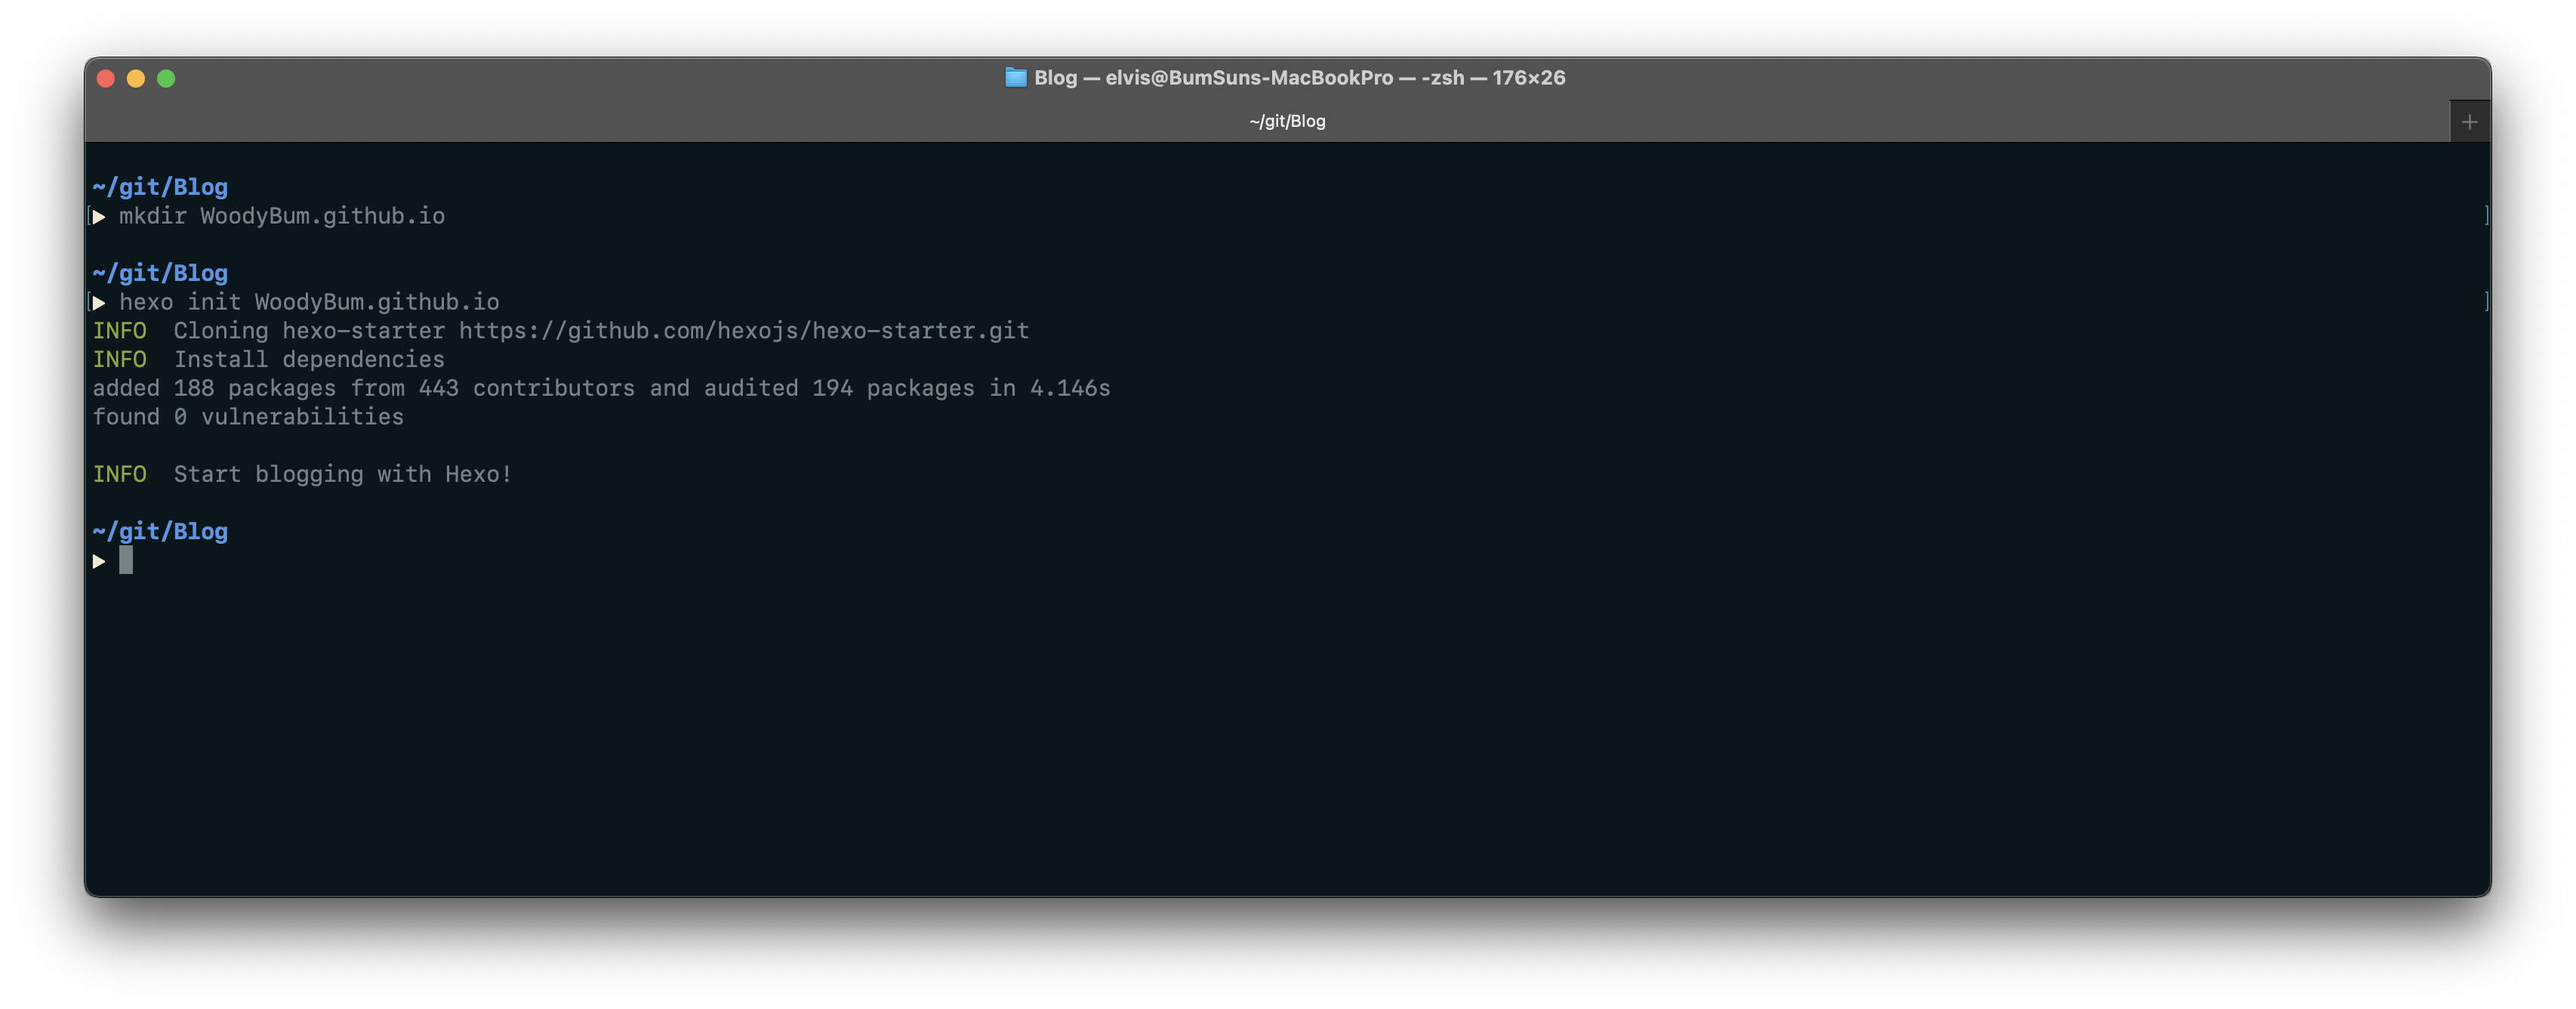 Blog — elvis@BumSuns-MacBookPro — -zsh — 176×26
~/git/Blog
~/git/Blog
▶ mkdir WoodyBum.github.io
~/git/Blog
▶ hexo init WoodyBum.github.io
INFO  Cloning hexo-starter https://github.com/hexojs/hexo-starter.git
INFO  Install dependencies
added 188 packages from 443 contributors and audited 194 packages in 4.146s
found 0 vulnerabilities
INFO  Start blogging with Hexo!
~/git/Blog
▶